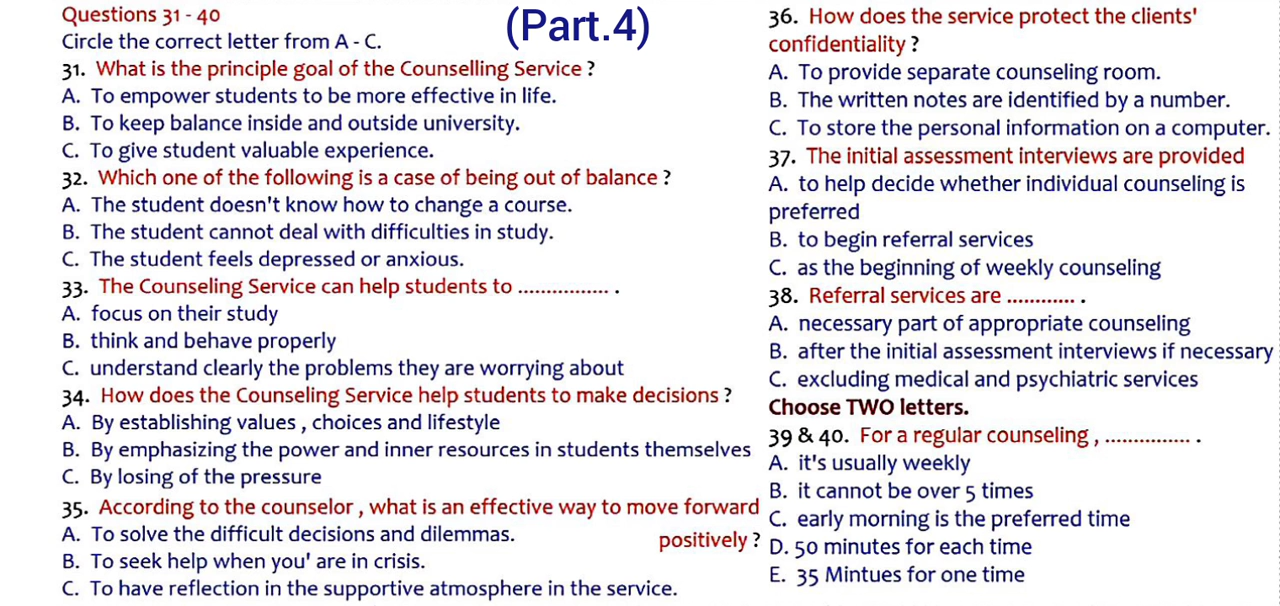 Questions 31 - 40
(Part.4)
Circle the correct letter from A - C.
31. What is the principle goal of the Counselling Service ?
A. To empower students to be more effective in life.
B. To keep balance inside and outside university.
C. To give student valuable experience.
32. Which one of the following is a case of being out of balance ?
A. The student doesn't know how to change a course.
B. The student cannot deal with difficulties in study.
C. The student feels depressed or anxious.
33. The Counseling Service can help students to ................ .
A. focus on their study
B. think and behave properly
C. understand clearly the problems they are worrying about
34. How does the Counseling Service help students to make decisions ?
A. By establishing values , choices and lifestyle
B. By emphasizing the power and inner resources in students themselves
C. By losing of the pressure
35. According to the counselor , what is an effective way to move forward
positively ?
A. To solve the difficult decisions and dilemmas.
B. To seek help when you' are in crisis.
C. To have reflection in the supportive atmosphere in the service.
36. How does the service protect the clients'
confidentiality ?
A. To provide separate counseling room.
B. The written notes are identified by a number.
C. To store the personal information on a computer.
37. The initial assessment interviews are provided
A. to help decide whether individual counseling is
preferred
B. to begin referral services
C. as the beginning of weekly counseling
38. Referral services are ............ .
A. necessary part of appropriate counseling
B. after the initial assessment interviews if necessary
C. excluding medical and psychiatric services
Choose TWO letters.
39 & 40. For a regular counseling , ............... .
A. it's usually weekly
B. it cannot be over 5 times
C. early morning is the preferred time
D. 50 minutes for each time
E. 35 Mintues for one time